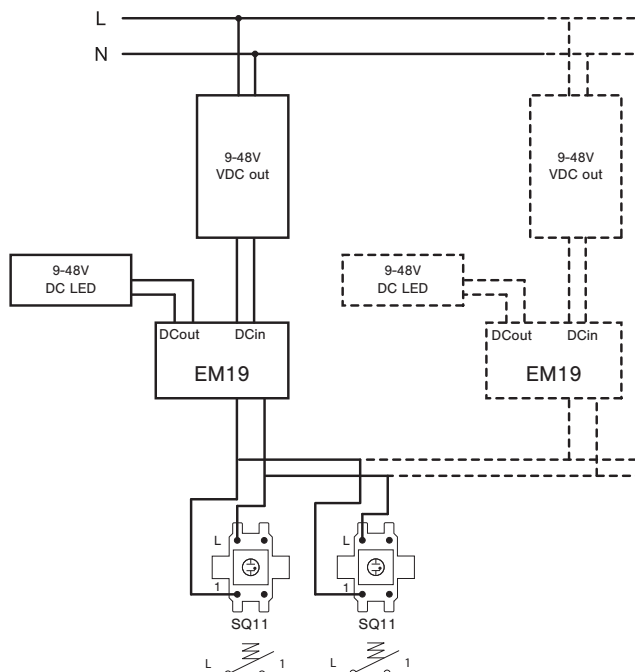 L
N
9-48V
VDC out
9-48V
VDC out
9-48V
DC LED
9-48V
DC LED
DCout DCin
EM19
DCout DCin
EM19
L
1
SQ11
L
1
SQ11
L 1
L 1